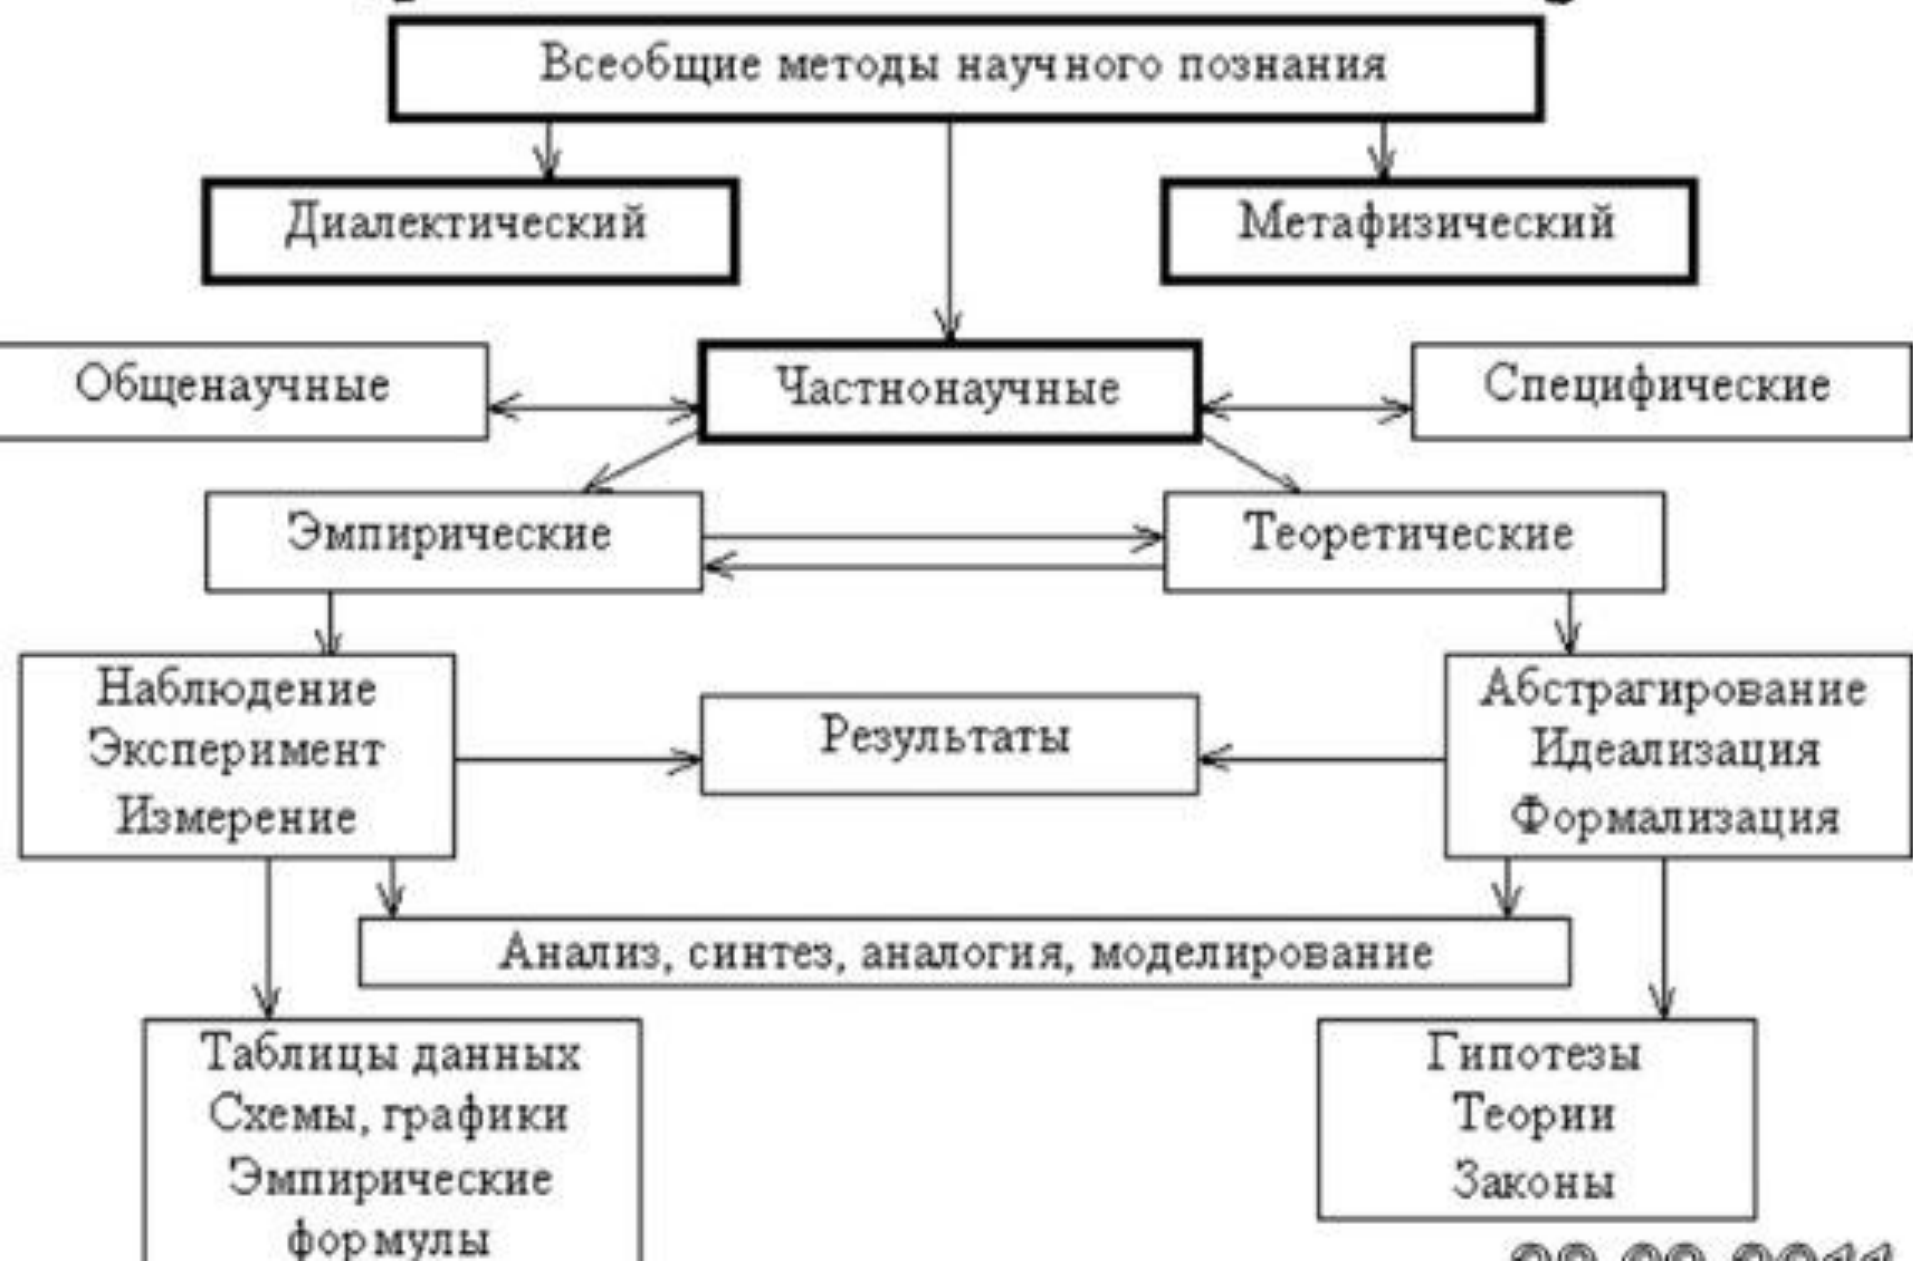 Всеобщие методы научного познания
Диалектический
Метафизический
Общенаучные
Частнонаучные
Специфические
Эмпирические
Теоретические
Наблюдение
Эксперимент
Измерение
Результаты
Абстрагирование
Идеализация
Формализация
Анализ, синтез, аналогия, моделирование
Таблицы данных
Схемы, графики
Эмпирические
формулы
Гипотезы
Теории
Законы